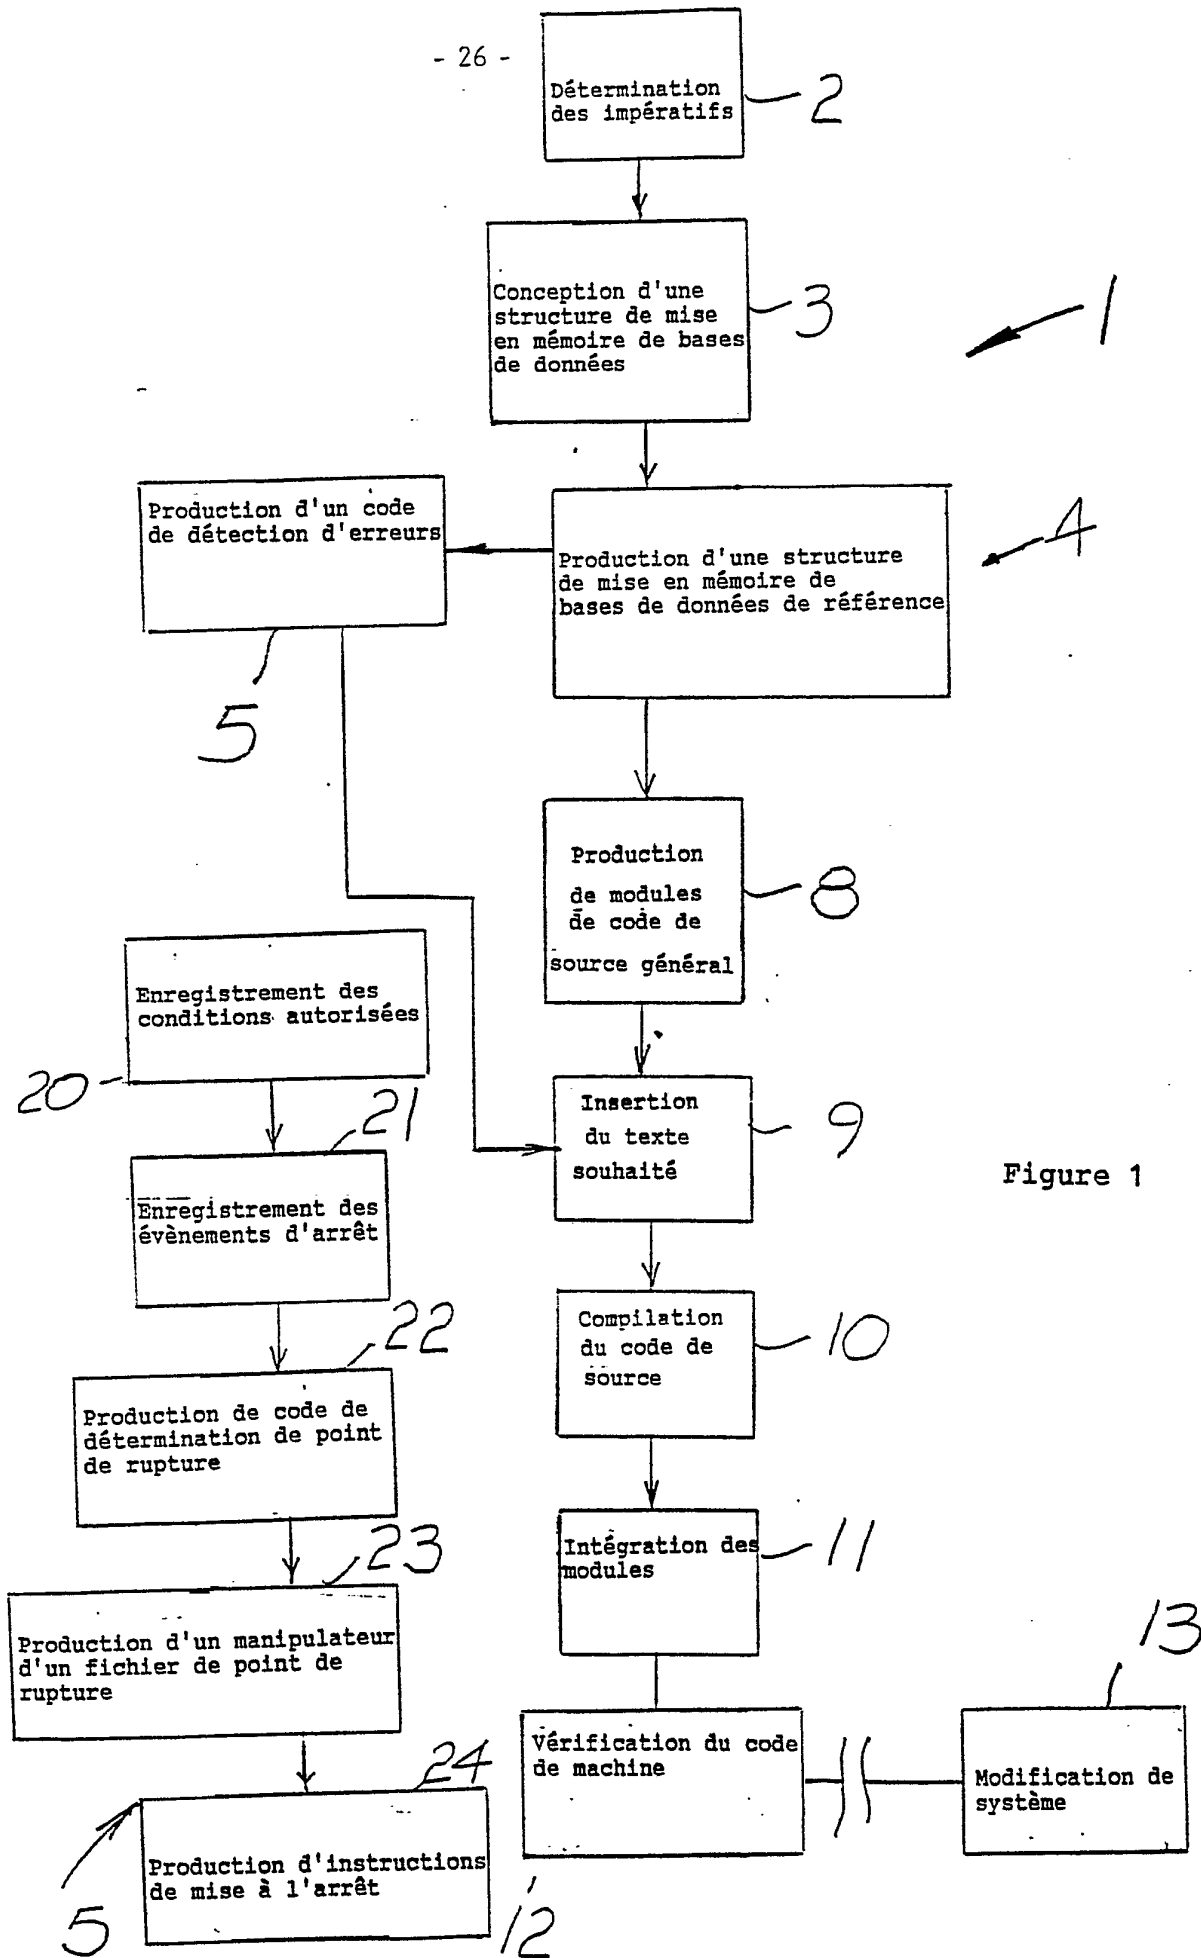 - 26 -
Détermination
des impératifs
2
Conception d'une
structure de mise
en mémoire de bases
de données
3
1
Production d'un code
de détection d'erreurs
5
Production d'une structure
de mise en mémoire de
bases de données de référence
4
Production
de modules
de code de
source général
8
Enregistrement des
conditions autorisées
20
Insertion
du texte
souhaité
9
21
Enregistrement des
évènements d'arrêt
Figure 1
Compilation
du code de
source
10
22
Production de code de
détermination de point
de rupture
Intégration des
modules
11
23
Production d'un manipulateur
d'un fichier de point de
rupture
Vérification du code
de machine
12
13
Modification de
système
24
Production d'instructions
de mise à l'arrêt
5